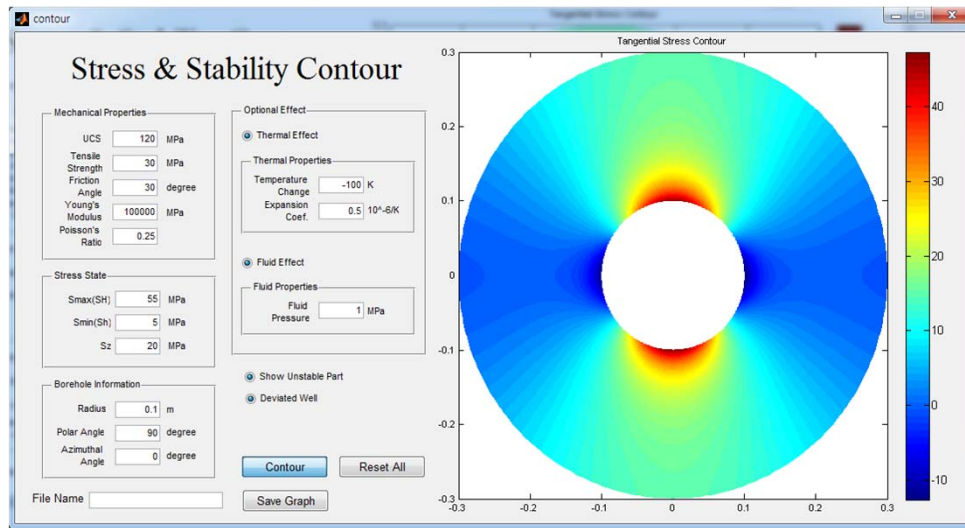 contour
Tangential Stress Contour
Stress & Stability Contour
Mechanical Properties
UCS 120 MPa
Tensile Strength 30 MPa
Friction Angle 30 degree
Young's Modulus 100000 MPa
Poisson's Ratio 0.25
Stress State
Smax(SH) 55 MPa
Smin(Sh) 5 MPa
Sz 20 MPa
Borehole Information
Radius 0.1 m
Polar Angle 90 degree
Azimuthal Angle 0 degree
File Name
Optional Effect
Thermal Effect
Thermal Properties
Temperature Change -100 K
Expansion Coef. 0.5 10^-6/K
Fluid Effect
Fluid Properties
Fluid Pressure 1 MPa
Show Unstable Part
Deviated Well
Contour Reset All
Save Graph
Tangential Stress Contour
0.3
0.2
0.1
0
-0.1
-0.2
-0.3
-0.3 -0.2 -0.1 0 0.1 0.2 0.3
40
30
20
10
0
-10